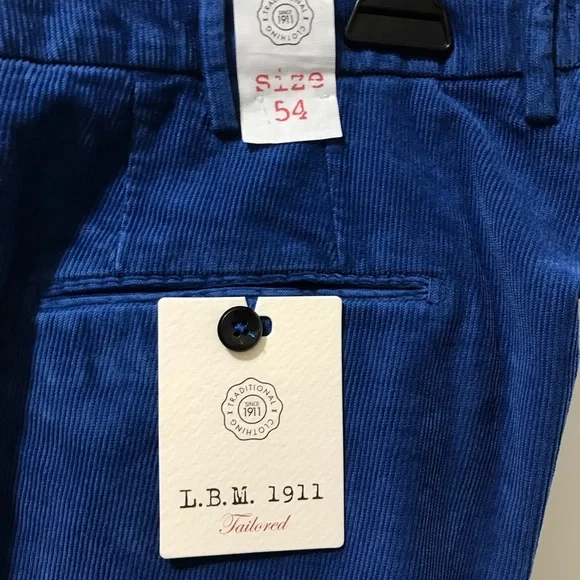 TRADITIONAL
SINCE
1911
CLOTHING
size
54
TRADITIONAL
SINCE
1911
CLOTHING
L.B.M. 1911
Tailored